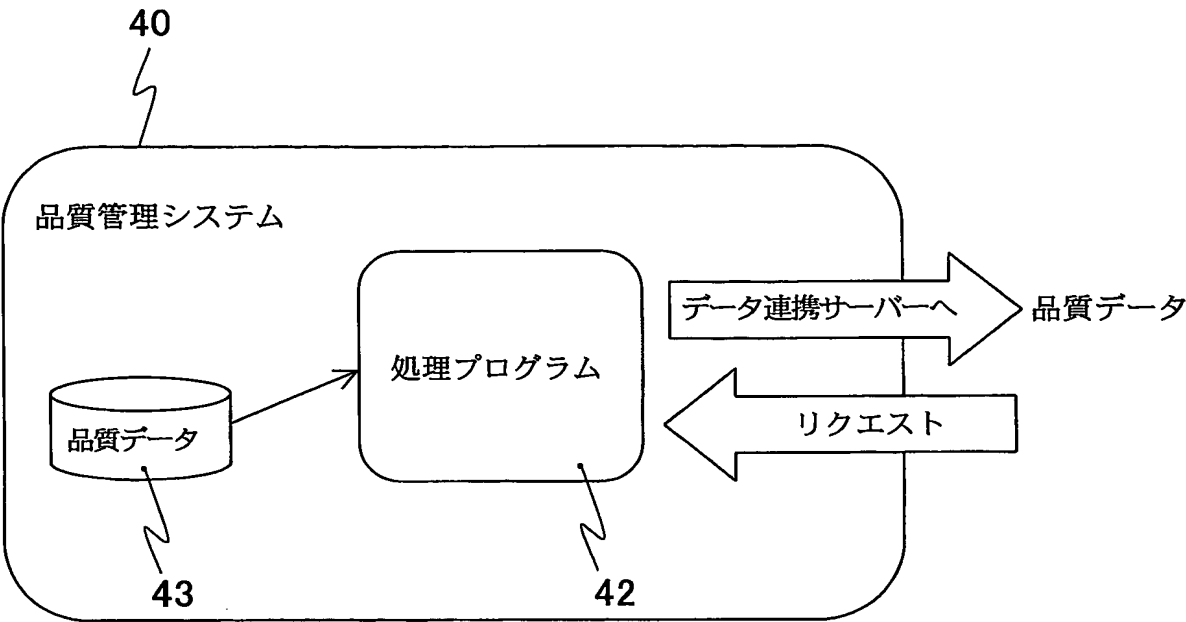 40
品質管理システム
データ連携サーバーへ
品質データ
処理プログラム
リクエスト
品質データ
43
42